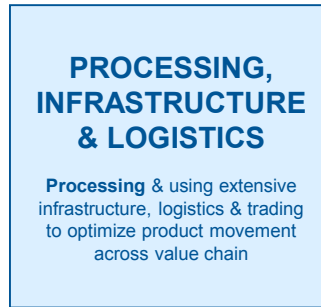 PROCESSING,
INFRASTRUCTURE
& LOGISTICS
Processing & using extensive
infrastructure, logistics & trading
to optimize product movement
across value chain